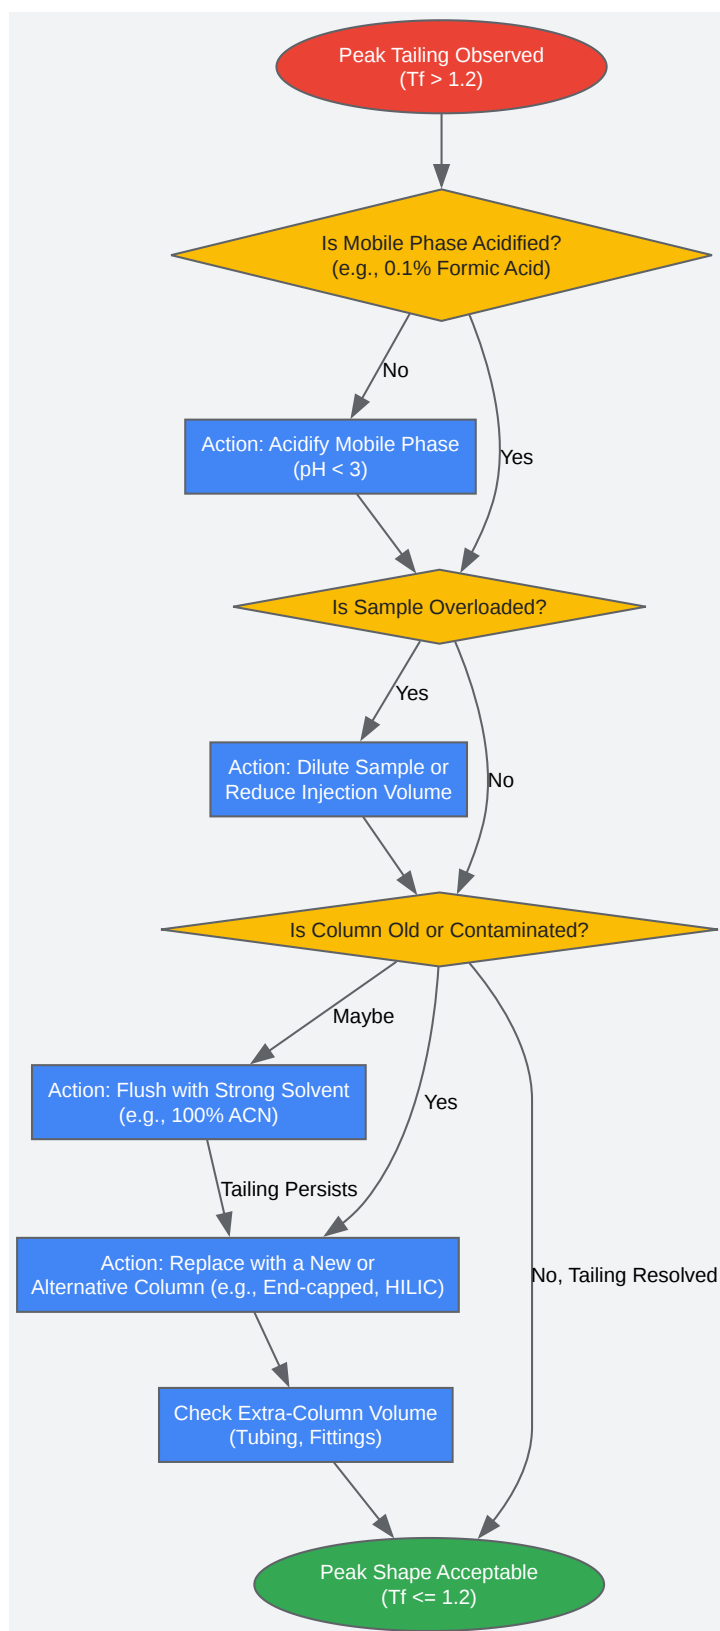 Peak Tailing Observed
(Tf > 1.2)
Is Mobile Phase Acidified?
(e.g., 0.1% Formic Acid)
No
Action: Acidify Mobile Phase
(pH < 3)
Yes
Is Sample Overloaded?
Yes
Action: Dilute Sample or
Reduce Injection Volume
No
Is Column Old or Contaminated?
Maybe
Action: Flush with Strong Solvent
(e.g., 100% ACN)
Yes
Tailing Persists
Action: Replace with a New or
Alternative Column (e.g., End-capped, HILIC)
No, Tailing Resolved
Check Extra-Column Volume
(Tubing, Fittings)
Peak Shape Acceptable
(Tf <= 1.2)